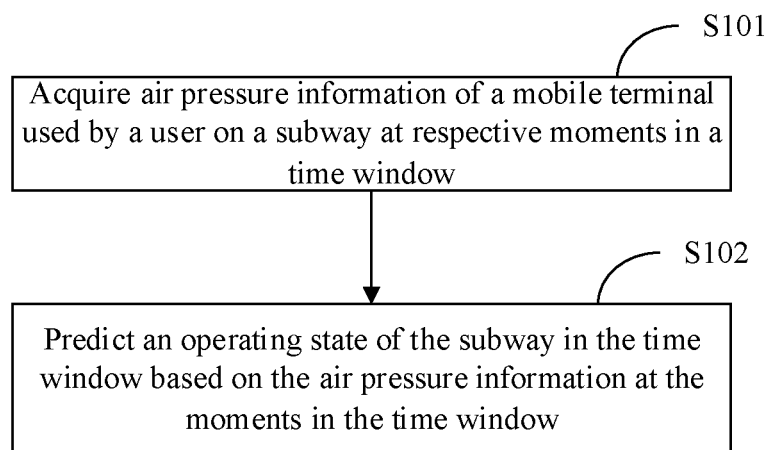 S101
Acquire air pressure information of a mobile terminal
used by a user on a subway at respective moments in a
time window
S102
Predict an operating state of the subway in the time
window based on the air pressure information at the
moments in the time window